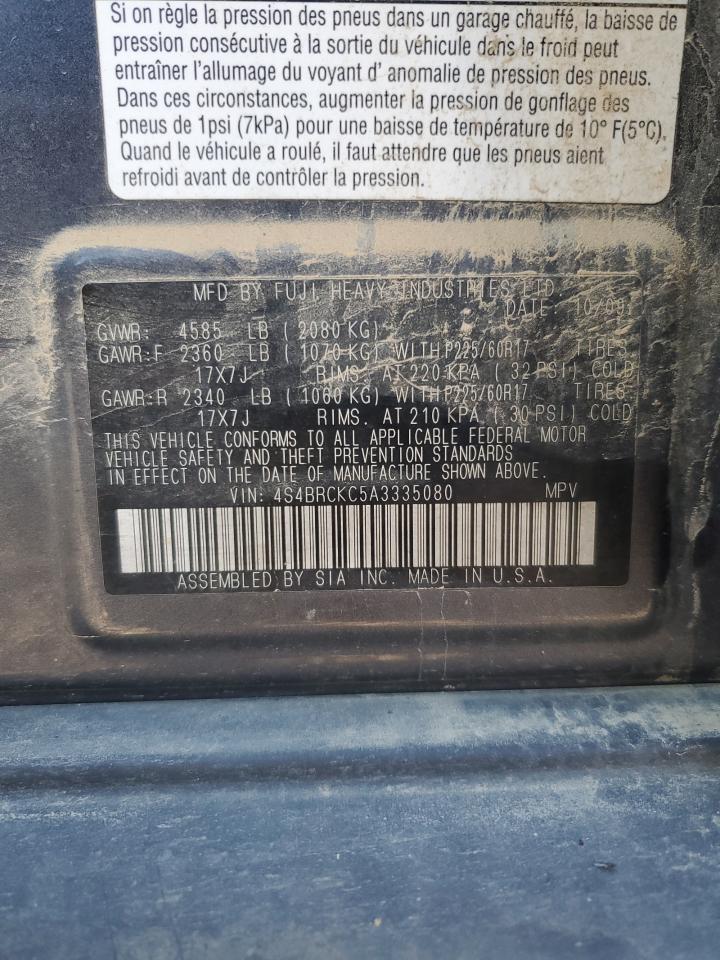 Si on règle la pression des pneus dans un garage chauffé, la baisse de
pression consécutive à la sortie du véhicule dans le froid peut
entraîner l'allumage du voyant d' anomalie de pression des pneus.
Dans ces circonstances, augmenter la pression de gonflage des
pneus de 1psi (7kPa) pour une baisse de température de 10° F(5°C).
Quand le véhicule a roulé, il faut attendre que les pneus aient
refroidi avant de contrôler la pression.
MFD BY FUJI HEAVY INDUSTRIES LTD.
DATE: 10/09
GVWR: 4585 LB (2080 KG)
GAWR:F 2360 LB (1070 KG) WITH P225/60R17 TIRES
17X7J RIMS. AT 220 KPA (32 PSI) COLD
GAWR:R 2340 LB (1060 KG) WITH P225/60R17 TIRES
17X7J RIMS. AT 210 KPA (30 PSI) COLD
THIS VEHICLE CONFORMS TO ALL APPLICABLE FEDERAL MOTOR
VEHICLE SAFETY AND THEFT PREVENTION STANDARDS
IN EFFECT ON THE DATE OF MANUFACTURE SHOWN ABOVE.
VIN: 4S4BRCKC5A3335080 MPV
ASSEMBLED BY SIA INC. MADE IN U.S.A.